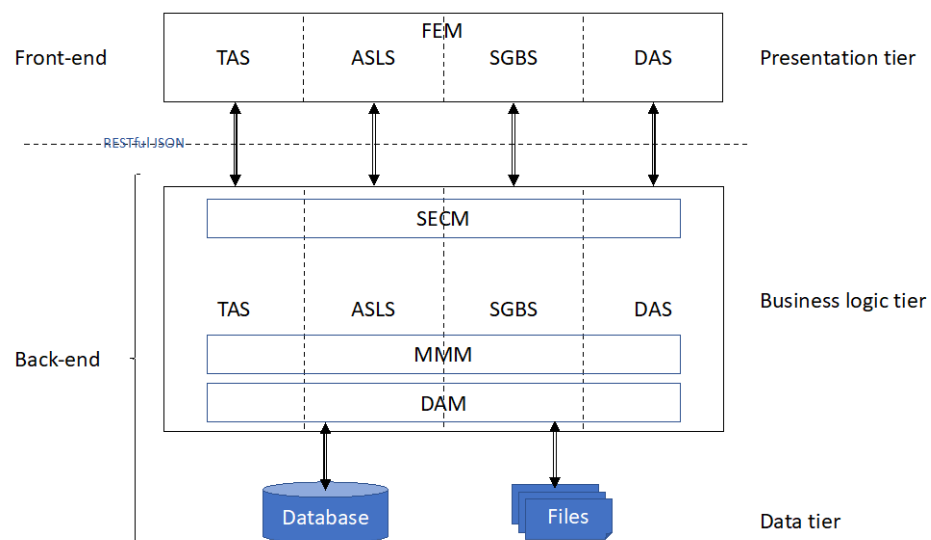 FEM
Front-end
TAS
ASLS
SGBS
DAS
Presentation tier
RESTful JSON
SECM
TAS
ASLS
SGBS
DAS
Business logic tier
Back-end
MMM
DAM
Database
Files
Data tier